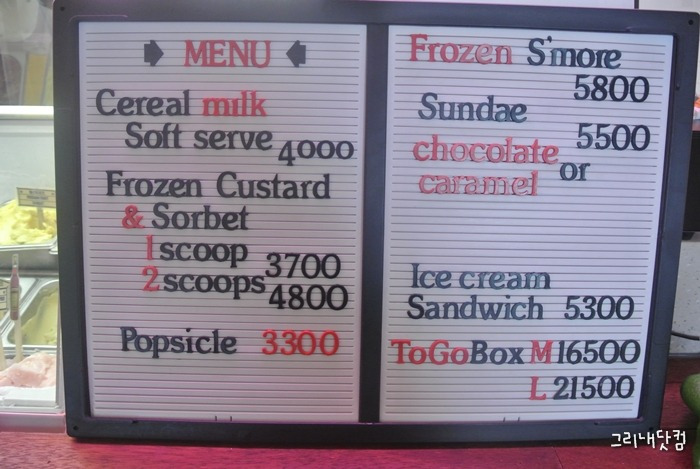 MENU
Cereal milk
Soft serve 4000
Frozen Custard
& Sorbet
1 scoop 3700
2 scoops 4800
Popsicle 3300
Frozen S'more
5800
Sundae
5500
chocolate or
caramel
Ice cream
Sandwich 5300
ToGoBox M 16500
L 21500
그리내닷컴